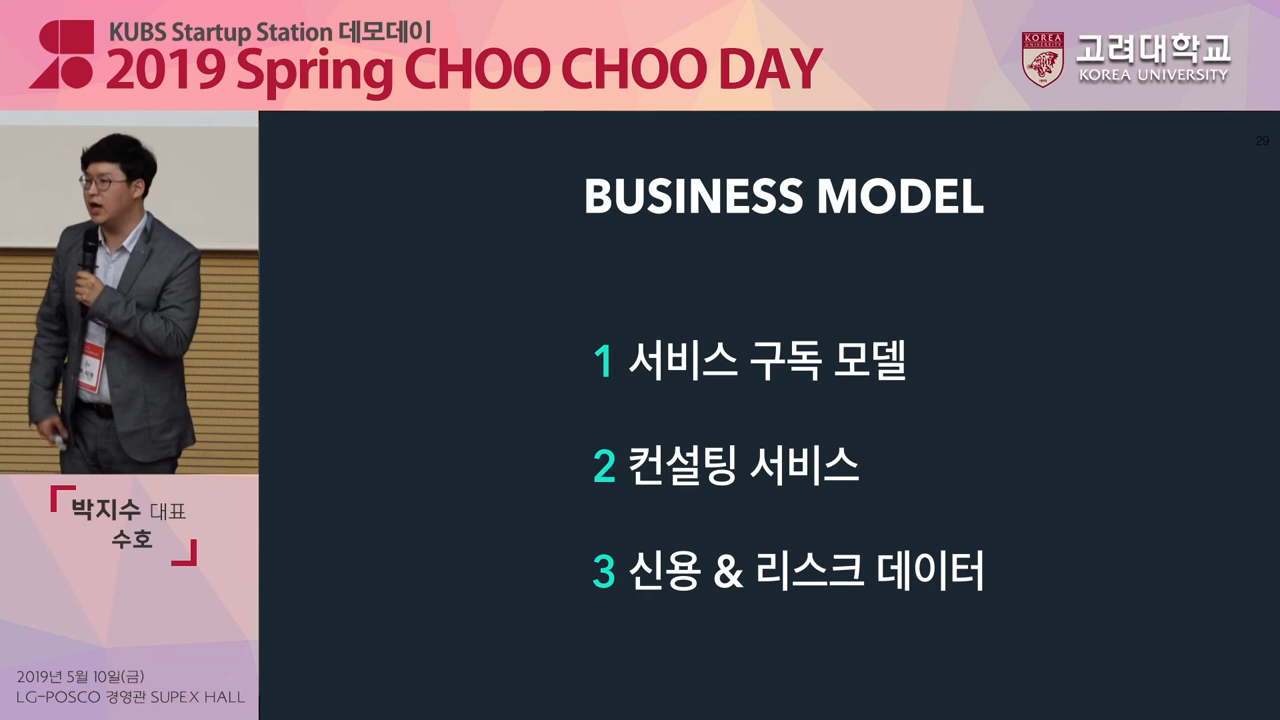 KUBS Startup Station 데모데이
2019 Spring CHOO CHOO DAY
KOREA
UNIVERSITY
고려대학교
KOREA UNIVERSITY
29
BUSINESS MODEL
1 서비스 구독 모델
2 컨설팅 서비스
3 신용 & 리스크 데이터
박지수 대표
수호
2019년 5월 10일(금)
LG-POSCO 경영관 SUPEX HALL